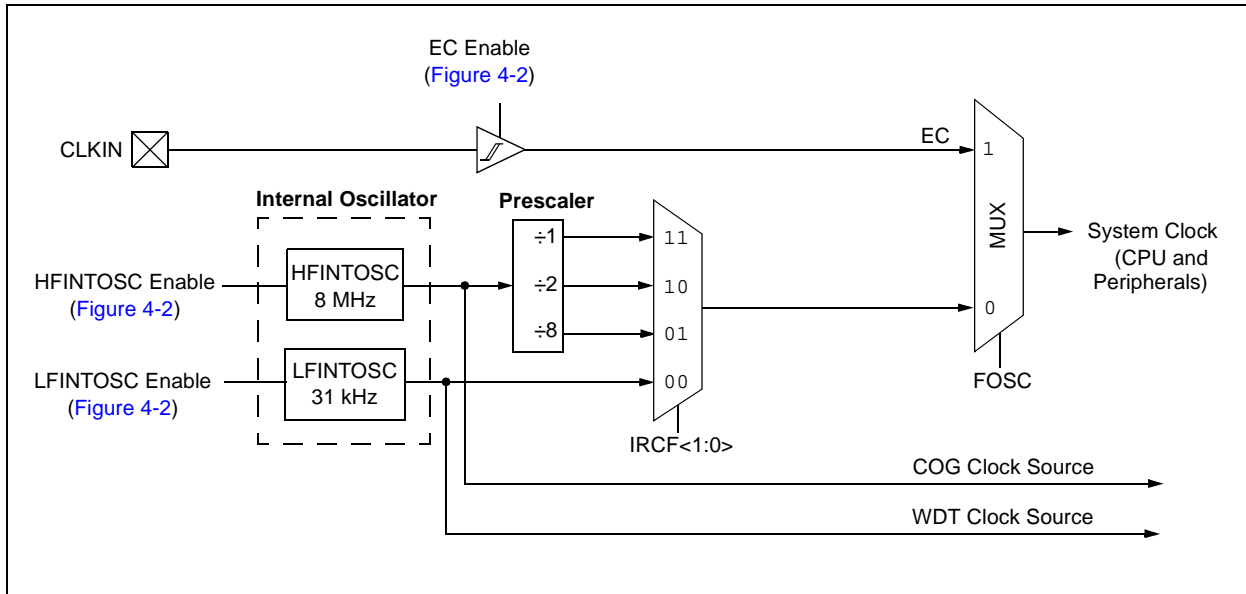 EC Enable
(Figure 4-2)
CLKIN
EC
1
Internal Oscillator
Prescaler
÷1
11
MUX
System Clock
(CPU and
Peripherals)
HFINTOSC Enable
(Figure 4-2)
HFINTOSC
8 MHz
÷2
10
÷8
01
0
LFINTOSC Enable
(Figure 4-2)
LFINTOSC
31 kHz
00
FOSC
IRCF<1:0>
COG Clock Source
WDT Clock Source